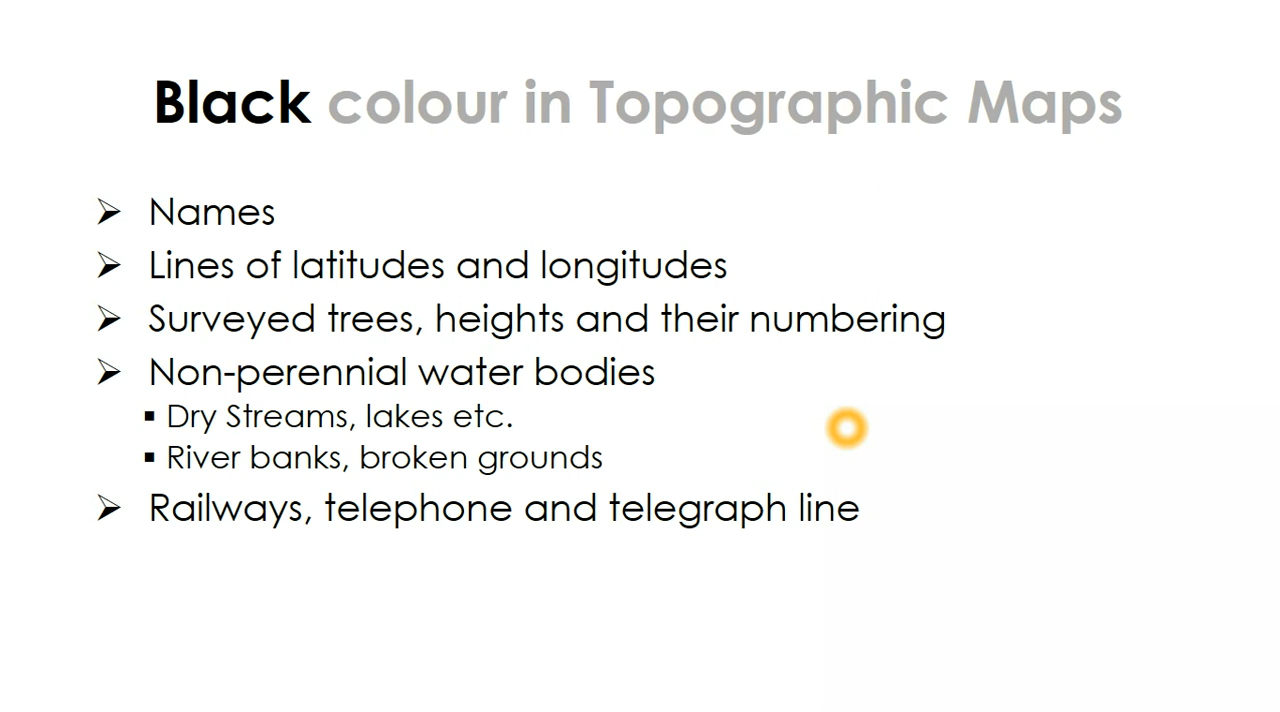 Black colour in Topographic Maps
➢ Names
➢ Lines of latitudes and longitudes
➢ Surveyed trees, heights and their numbering
➢ Non-perennial water bodies
▪ Dry Streams, lakes etc.
▪ River banks, broken grounds
➢ Railways, telephone and telegraph line